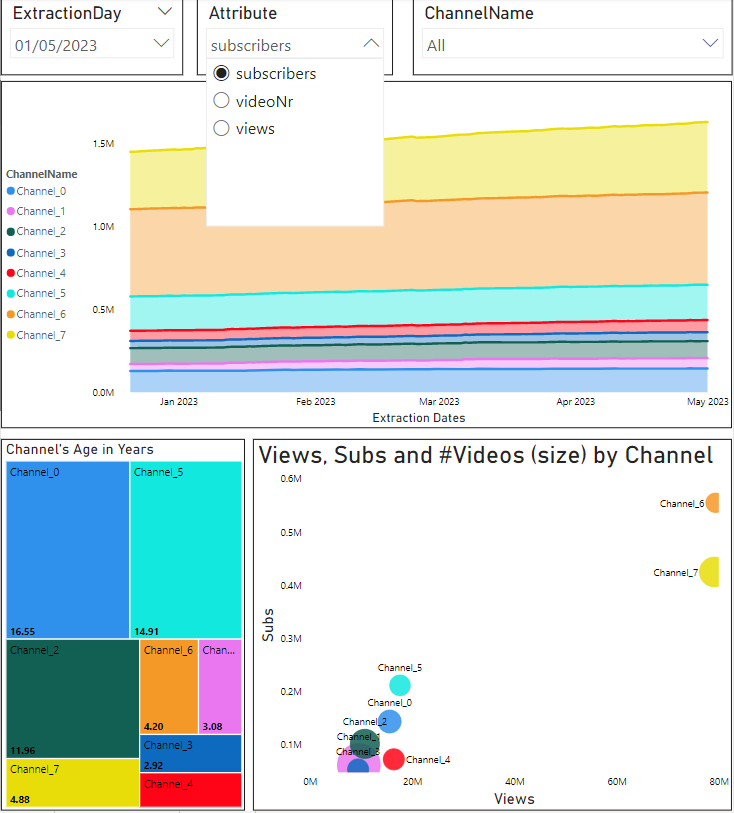 ExtractionDay
01/05/2023
Attribute
subscribers
subscribers
videoNr
views
ChannelName
All
ChannelName
Channel_0
Channel_1
Channel_2
Channel_3
Channel_4
Channel_5
Channel_6
Channel_7
1.5M
1.0M
0.5M
0.0M
Jan 2023 Feb 2023 Mar 2023 Apr 2023 May 2023
Extraction Dates
Channel's Age in Years
Channel_0
16.55
Channel_5
14.91
Channel_2
11.96
Channel_6
4.20
Chan...
3.08
Channel_3
2.92
Channel_7
4.88
Channel_4
Views, Subs and #Videos (size) by Channel
Subs
0.6M
0.5M
0.4M
0.3M
0.2M
0.1M
Channel_6
Channel_7
Channel_5
Channel_0
Channel_2
Channel_1
Channel_3
Channel_4
0M 20M 40M 60M 80M
Views